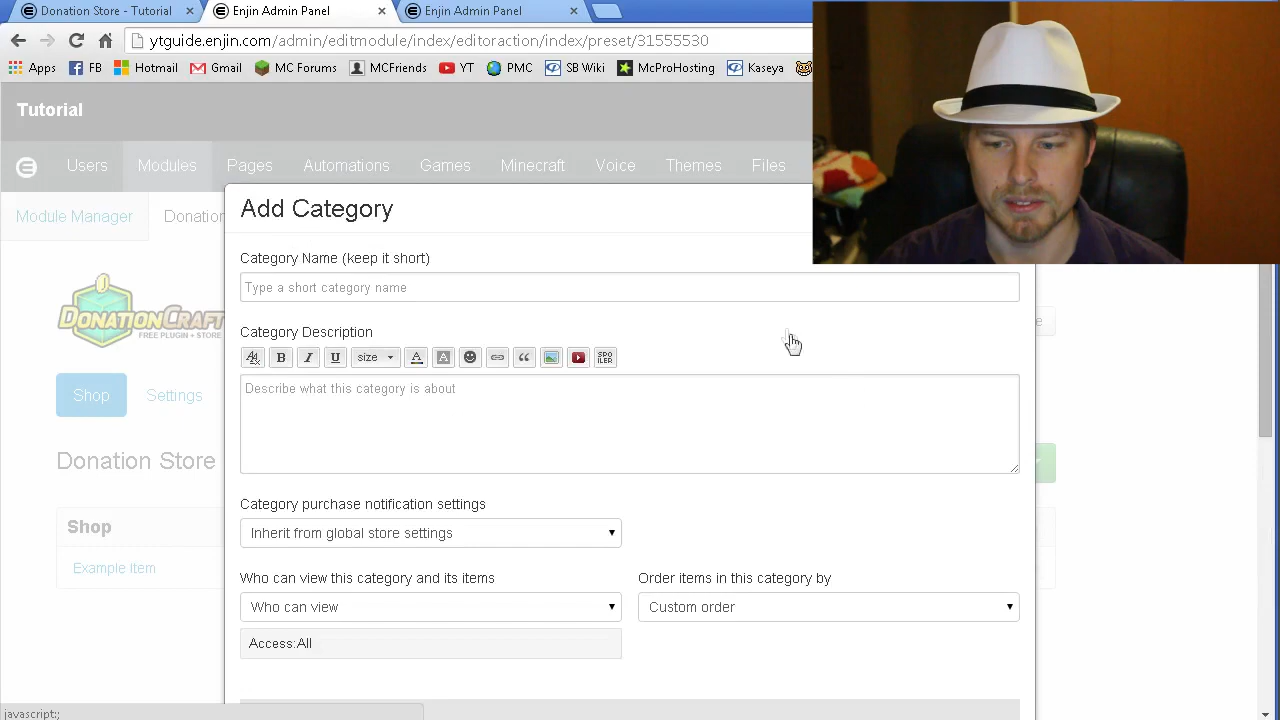 Donation Store - Tutorial
Enjin Admin Panel
Enjin Admin Panel
ytguide.enjin.com/admin/editmodule/index/editoraction/index/preset/31555530
Apps FB Hotmail Gmail MC Forums MCFriends YT PMC SB Wiki McProHosting Kaseya
Tutorial
Users Modules Pages Automations Games Minecraft Voice Themes Files
Module Manager Donation
Add Category
Category Name (keep it short)
Type a short category name
DONATIONCRAFT
FREE PLUGIN + STORE
Category Description
B I U size A A SPOILER
Describe what this category is about
Shop Settings
Donation Store
Category purchase notification settings
Inherit from global store settings
Shop
Example Item
Who can view this category and its items
Order items in this category by
Who can view
Custom order
Access:All
javascript:;